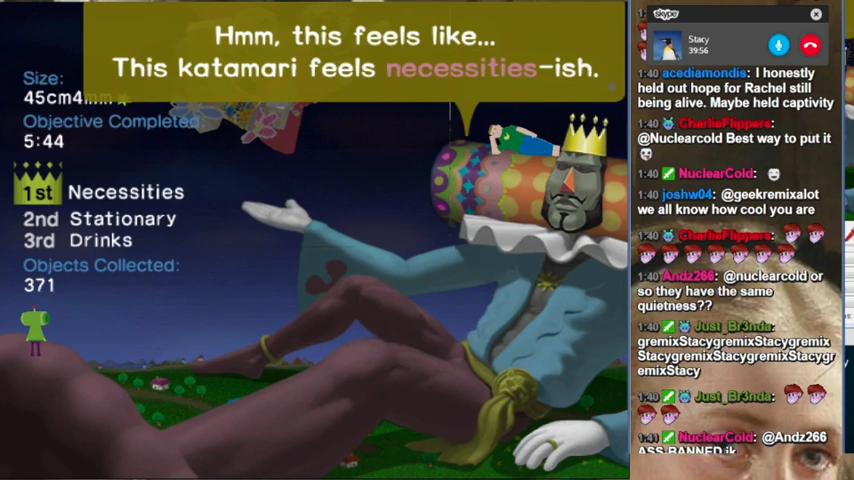 Hmm, this feels like...
This katamari feels necessities-ish.
Size:
45cm4mm
Objective Completed:
5:44
1st Necessities
2nd Stationary
3rd Drinks
Objects Collected:
371
skype
Stacy
39:56
1:40 acediamondis: I honestly
held out hope for Rachel still
being alive. Maybe held captivity
1:40 CharlieFlippers:
@Nuclearcold Best way to put it
1:40 NuclearCold:
1:40 joshw04: @geekremixalot
we all know how cool you are
1:40 CharlieFlippers:
1:40 Andz266: @nuclearcold or
so they have the same
quietness??
1:40 Just_Br3nda:
gremixStacygremixStacygremix
StacygremixStacygremixStacygr
emixStacy
1:40 Just_Br3nda:
1:41 NuclearCold: @Andz266
ASS-BANNED jk